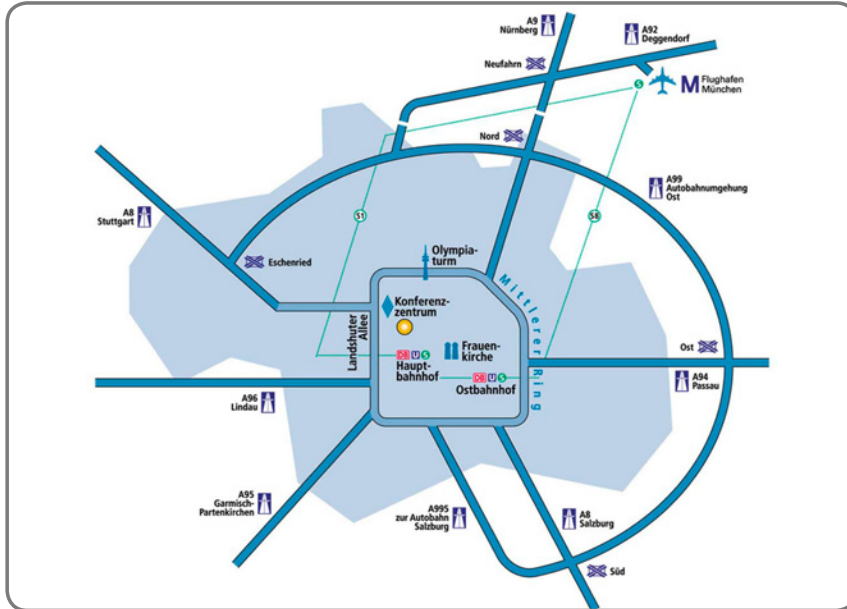 A9
Nürnberg
A92
Deggendorf
Neufahrn
S
M
Flughafen
München
Nord
A99
Autobahnumgehung
Ost
A8
Stuttgart
S1
S8
Eschenried
Olympia-
turm
Mittlerer Ring
Konferenz-
zentrum
Landshuter
Allee
Frauen-
kirche
Ost
DB U S
Haupt-
bahnhof
DB U S
Ostbahnhof
A94
Passau
A96
Lindau
A95
Garmisch-
Partenkirchen
A995
zur Autobahn
Salzburg
A8
Salzburg
Süd